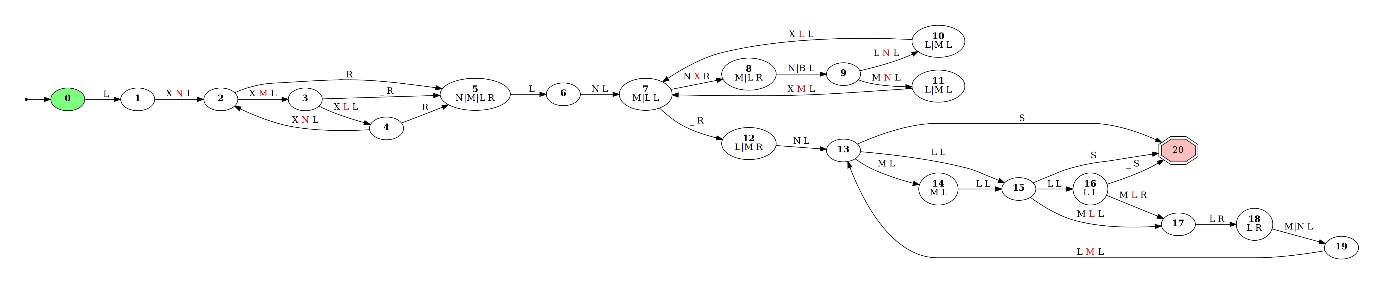 0
L
1
X N L
2
R
X M L
3
_ R
X L L
4
X N L
R
5
N|M|L R
L
6
N L
7
M|L L
N X R
8
M|L R
N|B L
9
L N L
10
L|M L
X L L
M N L
11
L|M L
X M L
_ R
12
L|M R
N L
13
S
L L
M L
14
M L
L L
15
S
L L
16
L L
_ S
M L R
M L L
17
L R
18
L R
M|N L
19
L M L
20